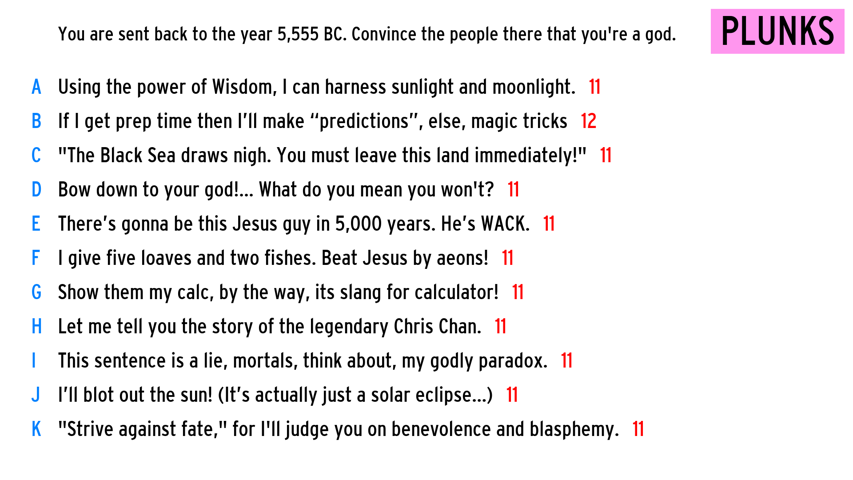 You are sent back to the year 5,555 BC. Convince the people there that you're a god.
PLUNKS
A Using the power of Wisdom, I can harness sunlight and moonlight. 11
B If I get prep time then I’ll make “predictions”, else, magic tricks 12
C "The Black Sea draws nigh. You must leave this land immediately!" 11
D Bow down to your god!... What do you mean you won't? 11
E There’s gonna be this Jesus guy in 5,000 years. He’s WACK. 11
F I give five loaves and two fishes. Beat Jesus by aeons! 11
G Show them my calc, by the way, its slang for calculator! 11
H Let me tell you the story of the legendary Chris Chan. 11
I This sentence is a lie, mortals, think about, my godly paradox. 11
J I’ll blot out the sun! (It’s actually just a solar eclipse...) 11
K "Strive against fate," for I'll judge you on benevolence and blasphemy. 11